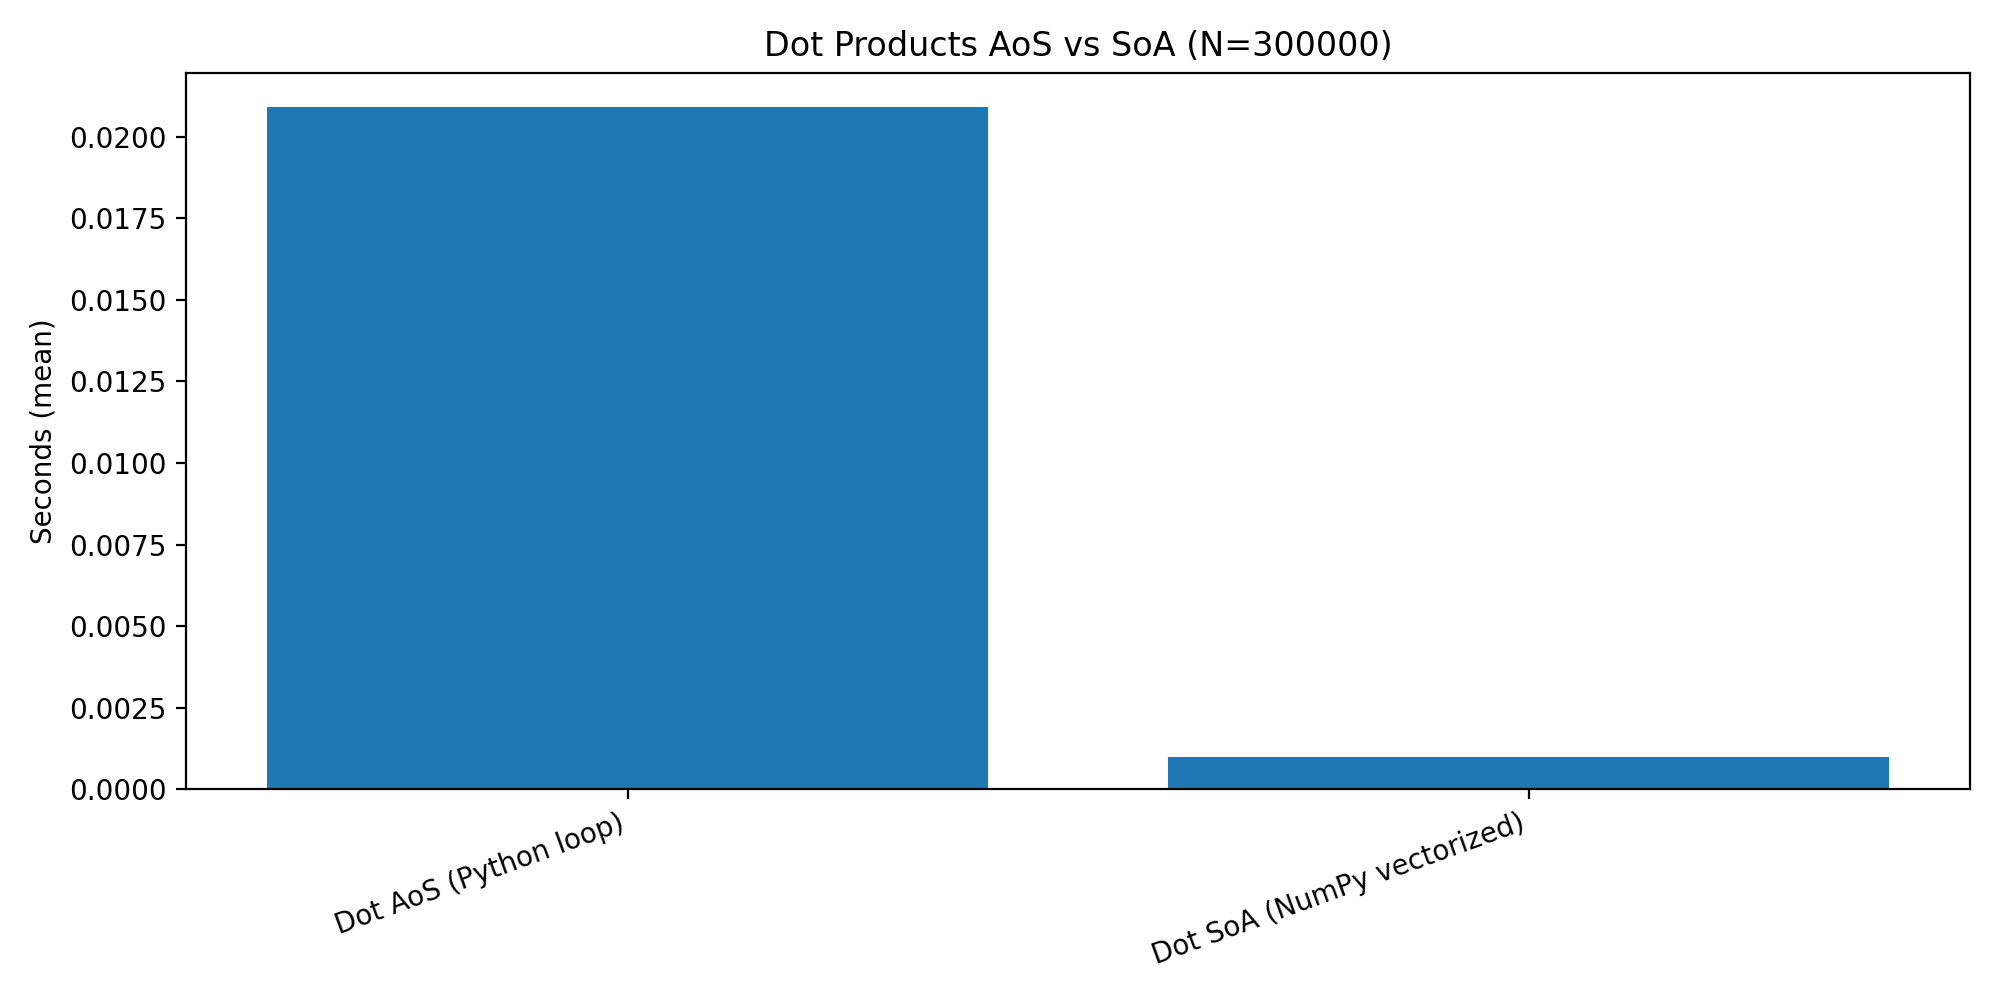 Dot Products AoS vs SoA (N=300000)
Seconds (mean)
0.0200
0.0175
0.0150
0.0125
0.0100
0.0075
0.0050
0.0025
0.0000
Dot AoS (Python loop)
Dot SoA (NumPy vectorized)